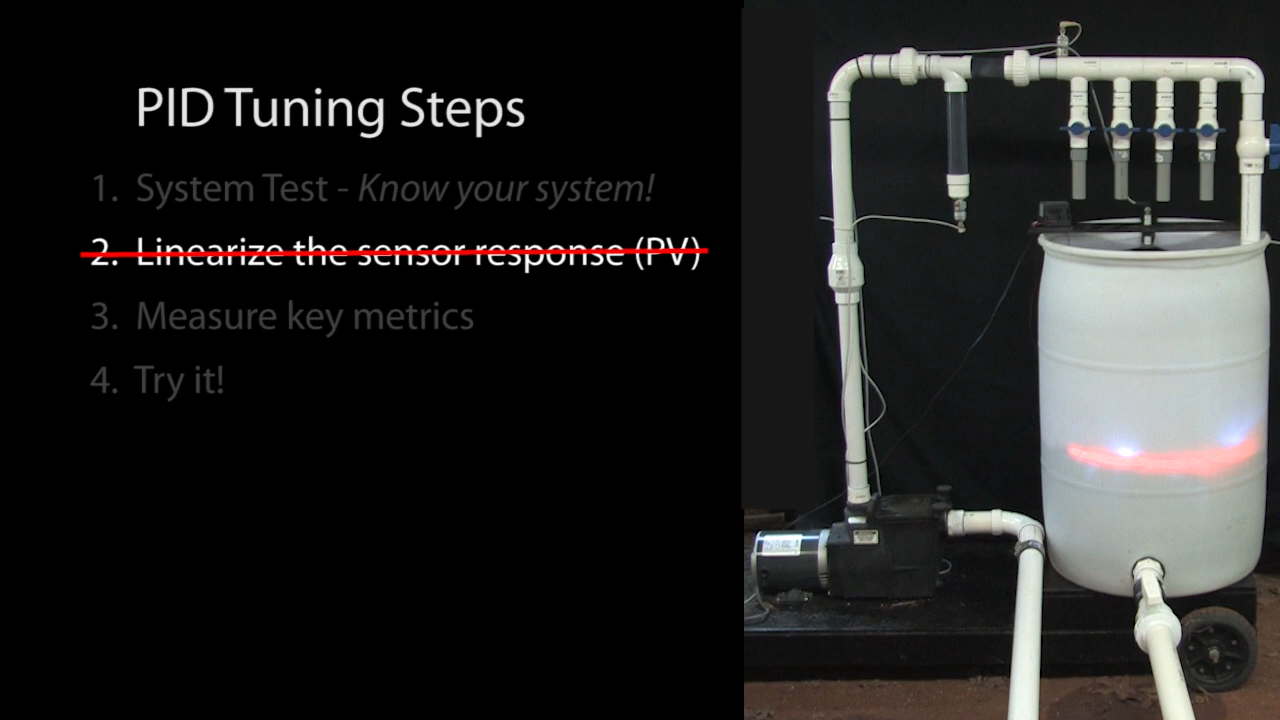 PID Tuning Steps
1. System Test - Know your system!
2. Linearize the sensor response (PV)
3. Measure key metrics
4. Try it!